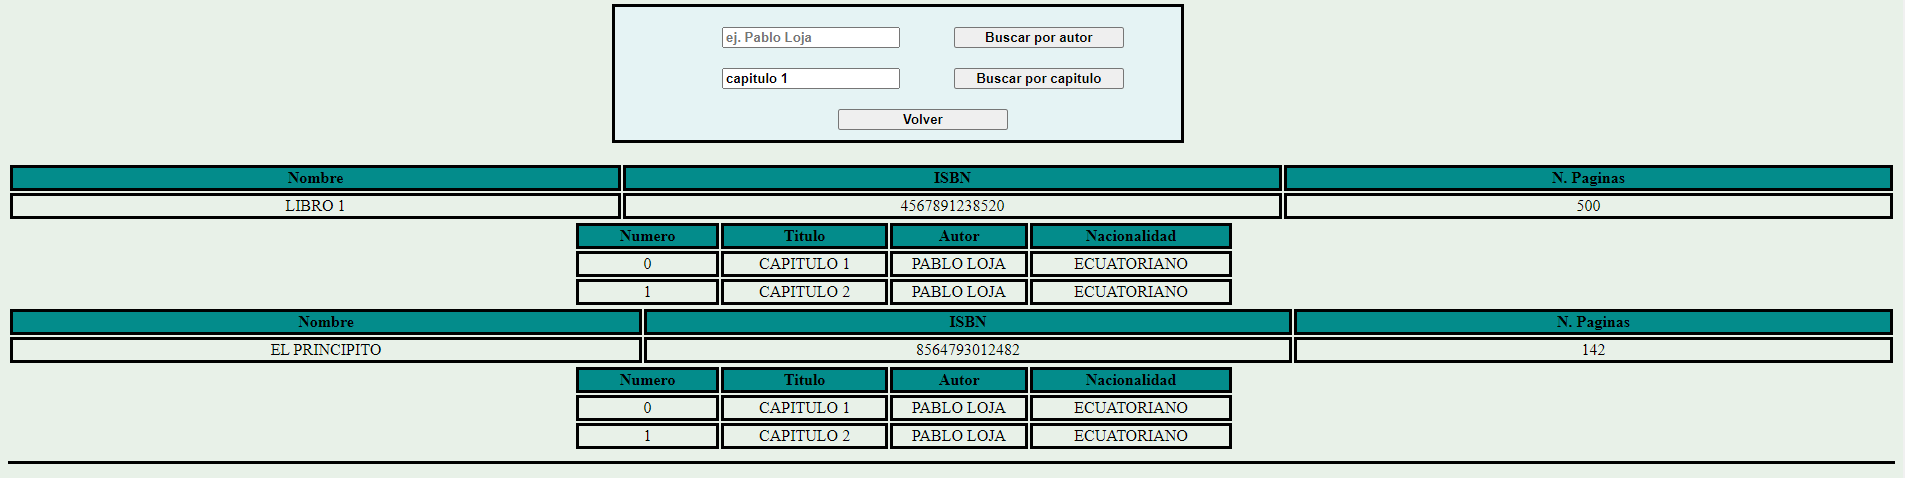 ej. Pablo Loja Buscar por autor
capitulo 1 Buscar por capitulo
Volver
Nombre ISBN N. Paginas
LIBRO 1 4567891238520 500
Numero Titulo Autor Nacionalidad
0 CAPITULO 1 PABLO LOJA ECUATORIANO
1 CAPITULO 2 PABLO LOJA ECUATORIANO
Nombre ISBN N. Paginas
EL PRINCIPITO 8564793012482 142
Numero Titulo Autor Nacionalidad
0 CAPITULO 1 PABLO LOJA ECUATORIANO
1 CAPITULO 2 PABLO LOJA ECUATORIANO